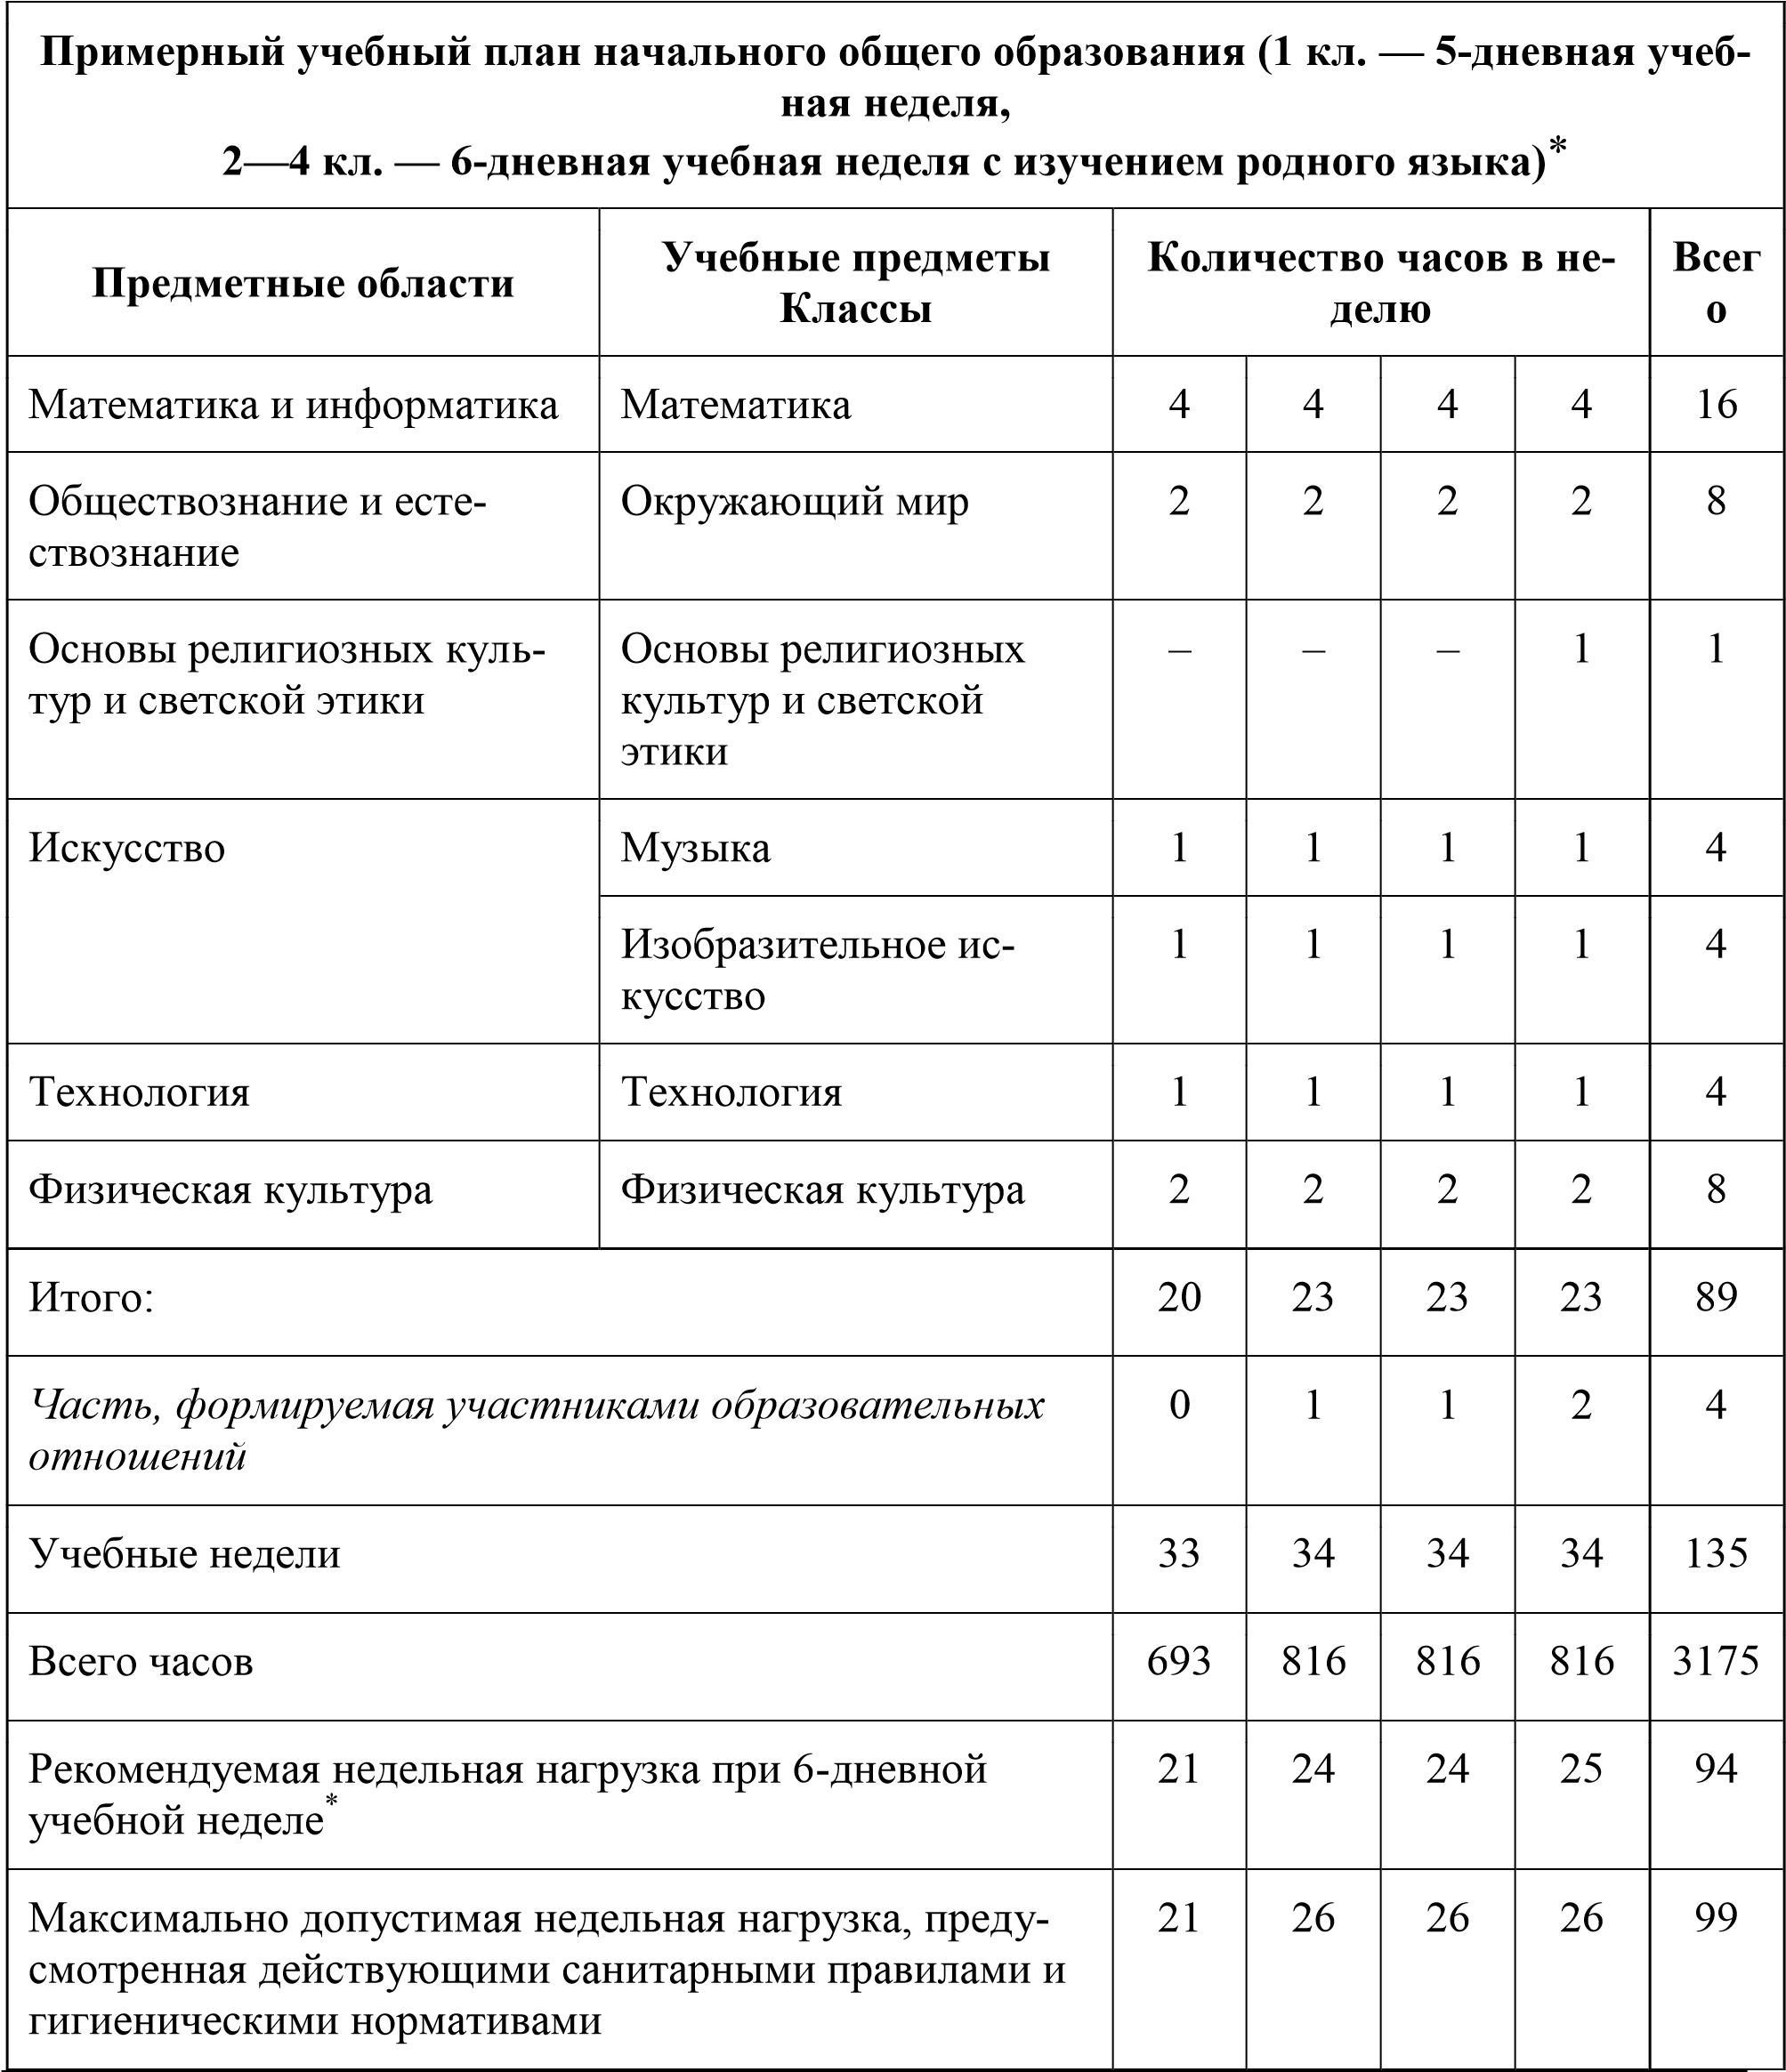 Примерный учебный план начального общего образования (1 кл. — 5-дневная учеб-
ная неделя,
2—4 кл. — 6-дневная учебная неделя с изучением родного языка)*
Предметные области
Учебные предметы
Классы
Количество часов в не-
делю
Всег
о
Математика и информатика Математика 4 4 4 4 16
Обществознание и есте- Окружающий мир 2 2 2 2 8
ствознание
Основы религиозных куль- Основы религиозных – – – 1 1
тур и светской этики культур и светской
этики
Искусство Музыка 1 1 1 1 4
Изобразительное ис- 1 1 1 1 4
кусство
Технология Технология 1 1 1 1 4
Физическая культура Физическая культура 2 2 2 2 8
Итого: 20 23 23 23 89
Часть, формируемая участниками образовательных 0 1 1 2 4
отношений
Учебные недели 33 34 34 34 135
Всего часов 693 816 816 816 3175
Рекомендуемая недельная нагрузка при 6-дневной 21 24 24 25 94
учебной неделе*
Максимально допустимая недельная нагрузка, преду- 21 26 26 26 99
смотренная действующими санитарными правилами и
гигиеническими нормативами